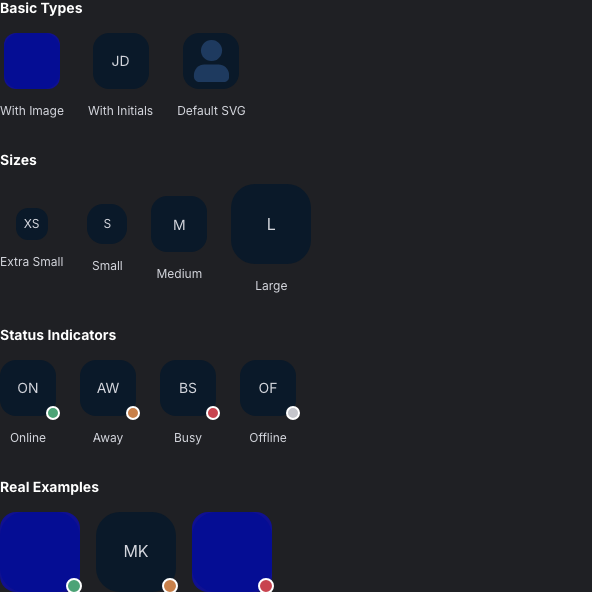 Basic Types
JD
With Image With Initials Default SVG
Sizes
XS S M L
Extra Small Small Medium Large
Status Indicators
ON AW BS OF
Online Away Busy Offline
Real Examples
MK